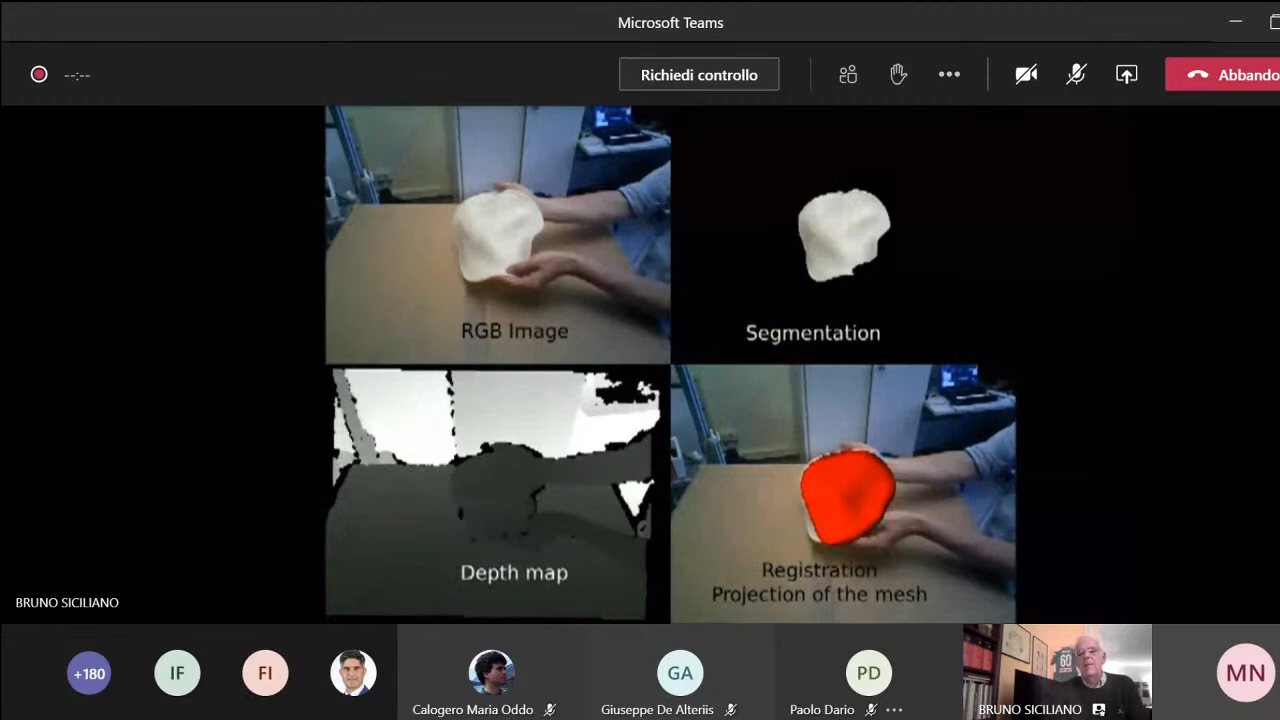 Microsoft Teams
--:--
Richiedi controllo
Abbando
RGB Image
Segmentation
Depth map
Registration
Projection of the mesh
BRUNO SICILIANO
+180
IF
FI
Calogero Maria Oddo
GA
Giuseppe De Alteriis
PD
Paolo Dario
60
BRUNO SICILIANO
MN